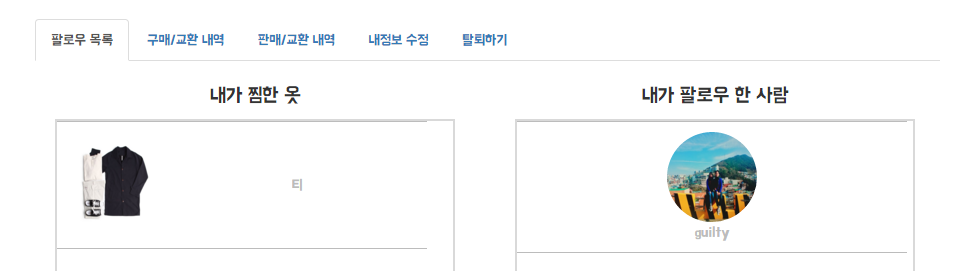 팔로우 목록 구매/교환 내역 판매/교환 내역 내정보 수정 탈퇴하기
내가 찜한 옷 내가 팔로우 한 사람
티
guilty